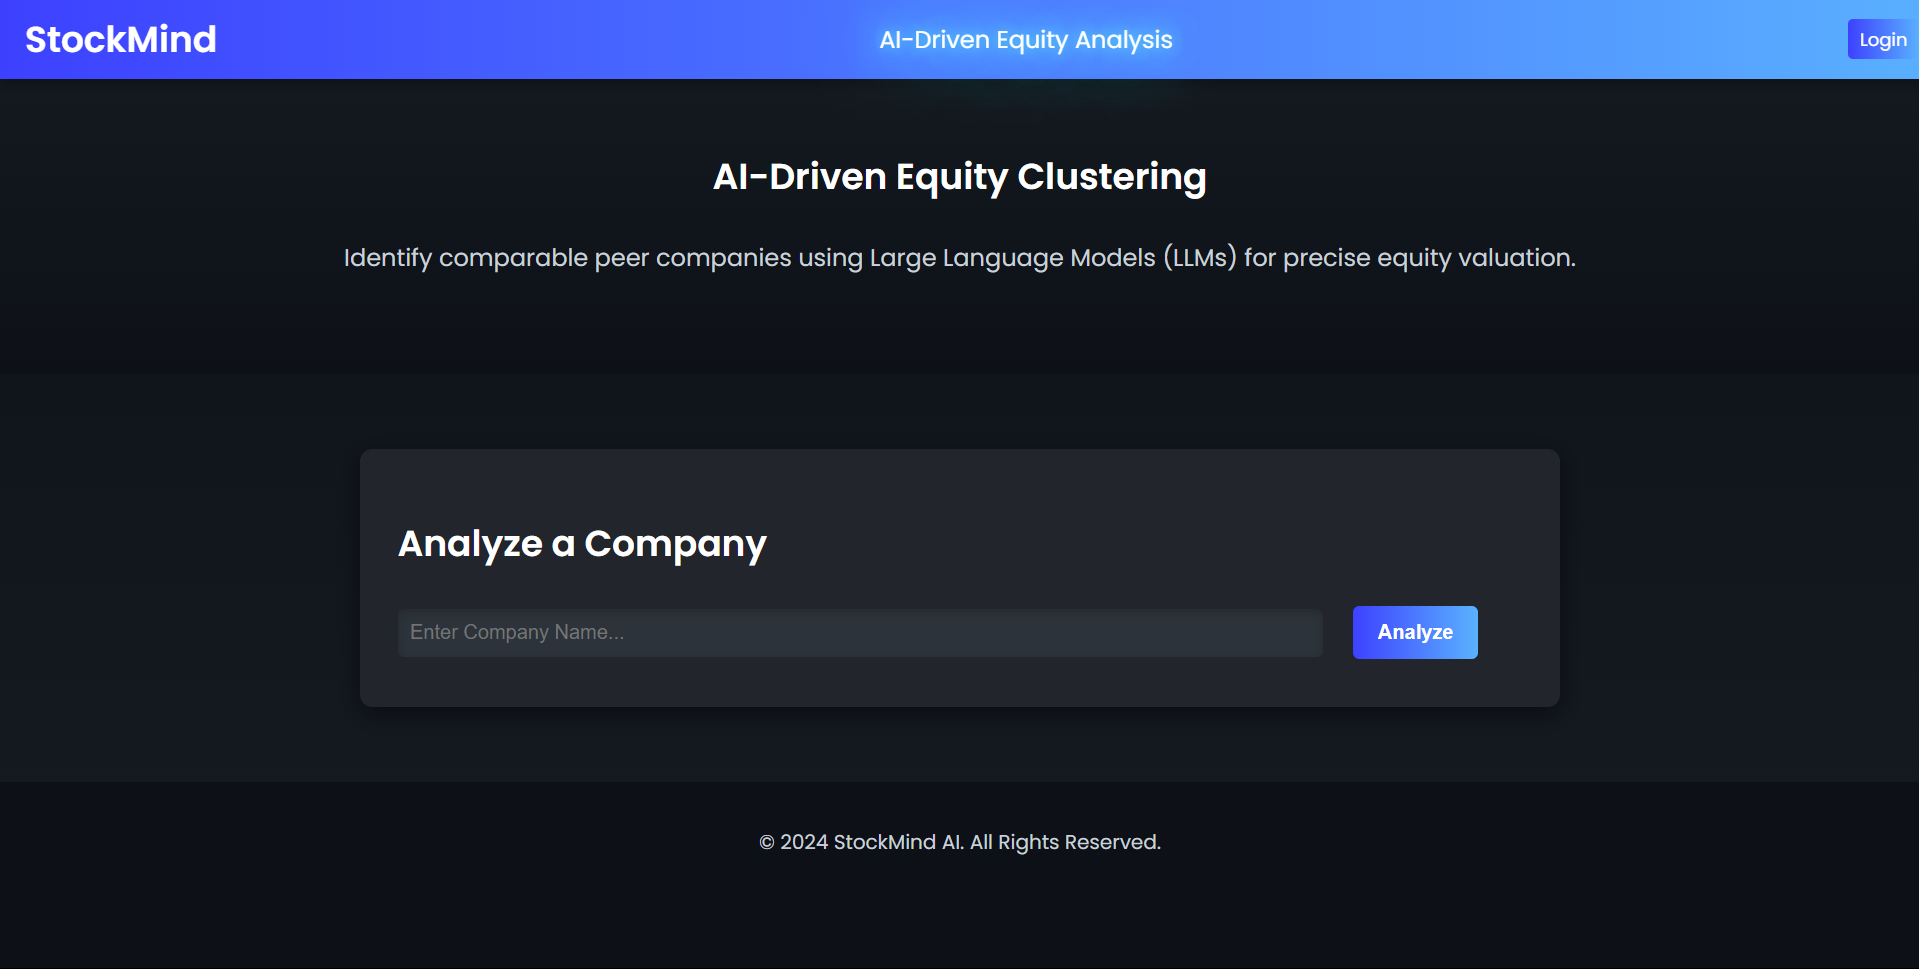 StockMind
AI-Driven Equity Analysis
Login
AI-Driven Equity Clustering
Identify comparable peer companies using Large Language Models (LLMs) for precise equity valuation.
Analyze a Company
Enter Company Name...
Analyze
© 2024 StockMind AI. All Rights Reserved.